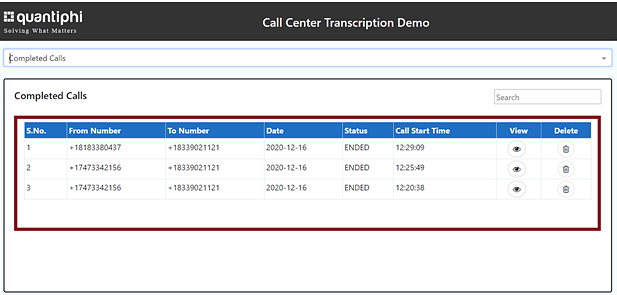 quantiphi
Solving What Matters
Call Center Transcription Demo
Completed Calls
Completed Calls
Search
S.No. From Number To Number Date Status Call Start Time View Delete
1 +18183380437 +18339021121 2020-12-16 ENDED 12:29:09
2 +17473342156 +18339021121 2020-12-16 ENDED 12:25:49
3 +17473342156 +18339021121 2020-12-16 ENDED 12:20:38